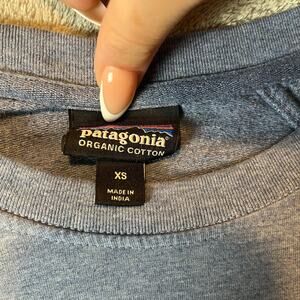 patagonia®
ORGANIC COTTON
XS
MADE IN
INDIA